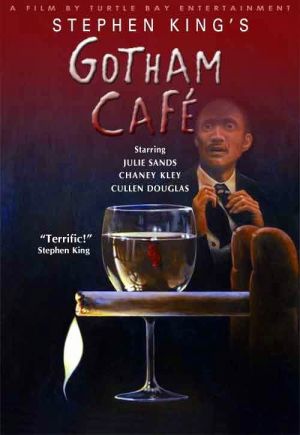 A FILM BY TURTLE BAY ENTERTAINMENT
STEPHEN KING'S
GOTHAM
CAFÉ
Starring
JULIE SANDS
CHANEY KLEY
CULLEN DOUGLAS
"Terrific!"
Stephen King